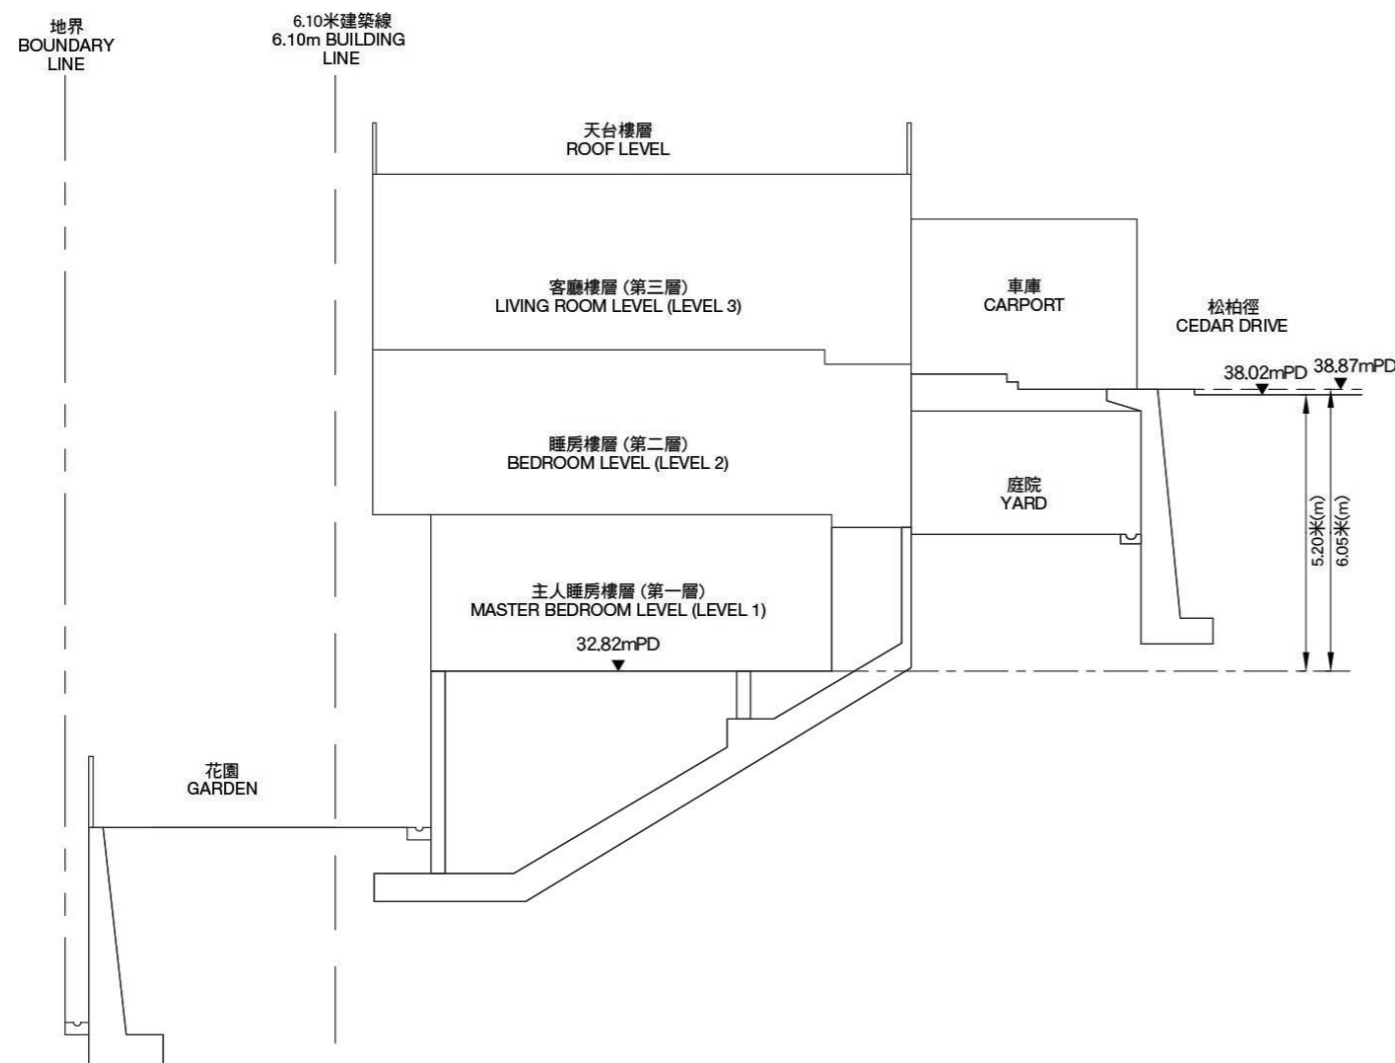 地界
BOUNDARY
LINE
6.10米建築線
6.10m BUILDING
LINE
天台樓層
ROOF LEVEL
客廳樓層 (第三層)
LIVING ROOM LEVEL (LEVEL 3)
車庫
CARPORT
松柏徑
CEDAR DRIVE
38.02mPD
38.87mPD
睡房樓層 (第二層)
BEDROOM LEVEL (LEVEL 2)
庭院
YARD
5.20米(m)
6.05米(m)
主人睡房樓層 (第一層)
MASTER BEDROOM LEVEL (LEVEL 1)
32.82mPD
花園
GARDEN